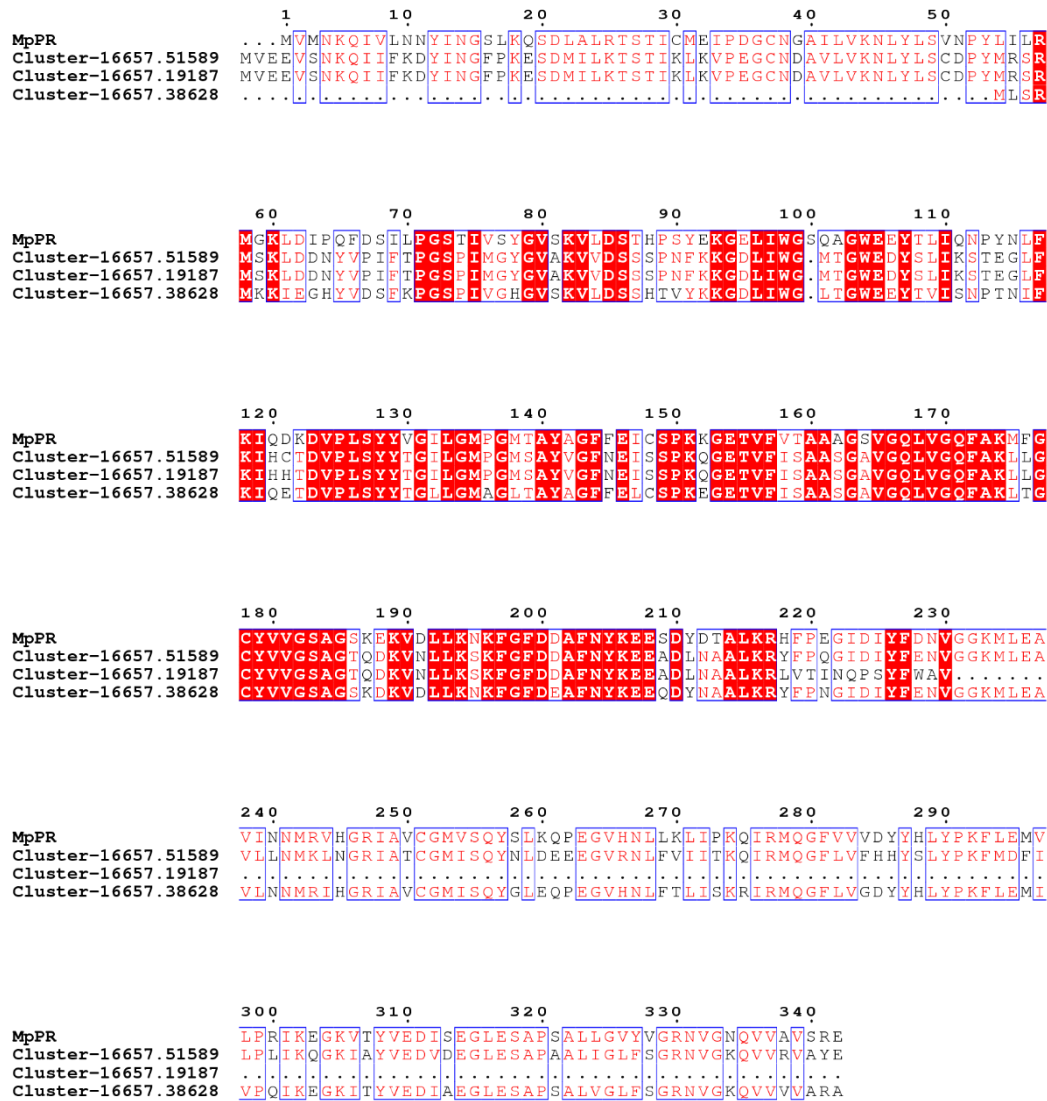 1 10 20 30 40 50
MpPR ...MVMNKQIVLNNYINGSLKQSDLALRTSTICMEIPDGCNGAILVKNLYLSVNPYLILR
Cluster-16657.51589 MVEEVSNKQIIFKDYINGFPKESDMILKTSTIKLKVPEGCNDAVLVKNLYLSCDPYMRSR
Cluster-16657.19187 MVEEVSNKQIIFKDYINGFPKESDMILKTSTIKLKVPEGCNDAVLVKNLYLSCDPYMRSR
Cluster-16657.38628 ........................................................MLSR
60 70 80 90 100 110
MpPR MGKLDIPQFDSILPGSTIVSYGVSKVLDSTHPSYEKGELIWGSQAGWEEYTLIQNPYNLF
Cluster-16657.51589 MSKLDDNYVPIFTPGSPIMGYGVAKVVDSSSPNFKKGDLIWG.MTGWEDYSLIKSTEGLF
Cluster-16657.19187 MSKLDDNYVPIFTPGSPIMGYGVAKVVDSSSPNFKKGDLIWG.MTGWEDYSLIKSTEGLF
Cluster-16657.38628 MKKIEGHYVDSFKPGSPIVGHGVSKVLDSSHTVYKKGDLIWG.LTGWEEYTVISNPTNIF
120 130 140 150 160 170
MpPR KIQDKDVPLSYYVGILGMPGMTAYAGFFEICSPKKGETVFVTAAAGSVGQLVGQFAKMFG
Cluster-16657.51589 KIHCTDVPLSYYTGILGMPGMSAYVGFNEISSPKQGETVFISAASGAVGQLVGQFAKLLG
Cluster-16657.19187 KIHHTDVPLSYYTGILGMPGMSAYVGFNEISSPKQGETVFISAASGAVGQLVGQFAKLLG
Cluster-16657.38628 KIQETDVPLSYYTGLLGMAGLTAYAGFFELCSPKEGETVFISAASGAVGQLVGQFAKLTG
180 190 200 210 220 230
MpPR CYVVGSAGSKEKVDLLKNKFGFDDAFNYKEESDYDTALKRHFPEGIDIYFDNVGGKMLEA
Cluster-16657.51589 CYVVGSAGTQDKVNLLKSKFGFDDAFNYKEEADLNAALKRYFPQGIDIYFENVGGKMLEA
Cluster-16657.19187 CYVVGSAGTQDKVNLLKSKFGFDDAFNYKEEADLNAALKRLVTINQPSYFWAV.......
Cluster-16657.38628 CYVVGSAGSKDKVDLLKNKFGFDEAFNYKEEQDYNAALKRYFPNGIDIYFENVGGKMLEA
240 250 260 270 280 290
MpPR VINNMRVHGRIAVCGMVSQYSLKQPEGVHNLLKLIPKQIRMQGFVVVDYYHLYPKFLEMV
Cluster-16657.51589 VLLNMKLNGRIATCGMISQYNLDEEEGVRNLFVIITKQIRMQGFLVFHHYSLYPKFMDFI
Cluster-16657.19187 ............................................................
Cluster-16657.38628 VLNNMRIHGRIAVCGMISQYGLEQPEGVHNLFTLISKRIRMQGFLVGDYYHLYPKFLEMI
300 310 320 330 340
MpPR LPRIKEGKVTYVEDISEGLESAPSALLGVYVGRNVGNQVVAVSRE
Cluster-16657.51589 LPLIKQGKIAYVEDVDEGLESAPAALIGLFSGRNVGKQVVRVAYE
Cluster-16657.19187 .............................................
Cluster-16657.38628 VPQIKEGKITYVEDIAEGLESAPSALVGLFSGRNVGKQVVVVARA